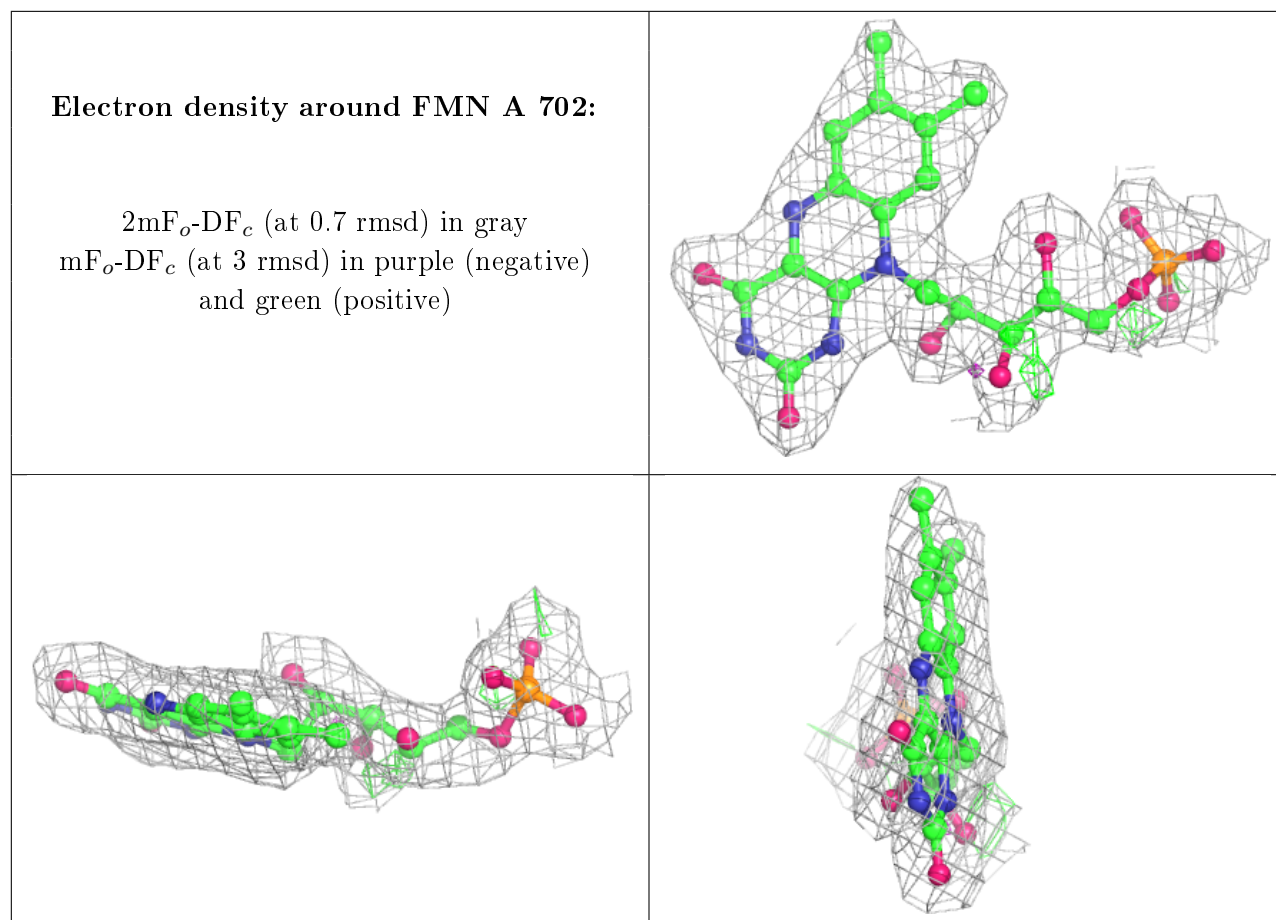 Electron density around FMN A 702:
2mFo-DFc (at 0.7 rmsd) in gray
mFo-DFc (at 3 rmsd) in purple (negative)
and green (positive)